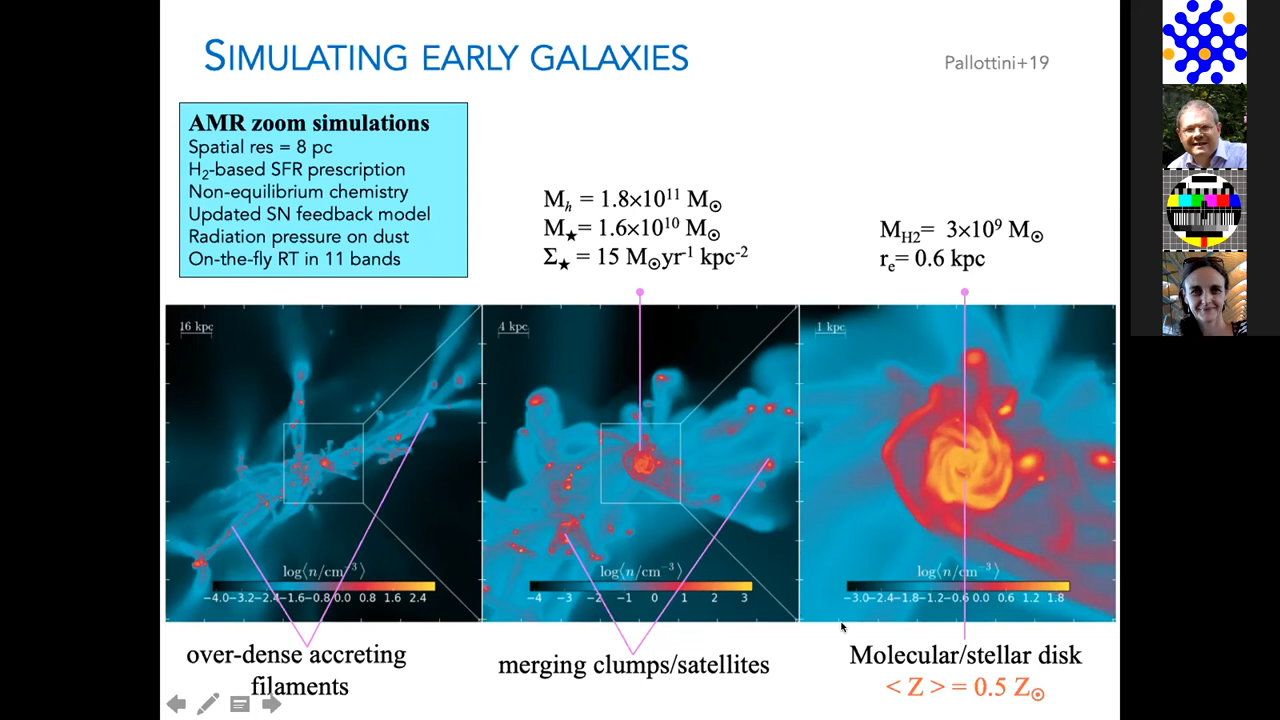 SIMULATING EARLY GALAXIES
Pallottini+19
AMR zoom simulations
Spatial res = 8 pc
H₂-based SFR prescription
Non-equilibrium chemistry
Updated SN feedback model
Radiation pressure on dust
On-the-fly RT in 11 bands
Mₕ = 1.8×10¹¹ M☉
M★= 1.6×10¹⁰ M☉
Σ★ = 15 M☉yr⁻¹ kpc⁻²
M_H2= 3×10⁹ M☉
rₑ= 0.6 kpc
16 kpc
4 kpc
1 kpc
log⟨n/cm⁻³⟩
−4.0−3.2−2.4−1.6−0.8 0.0 0.8 1.6 2.4
log⟨n/cm⁻³⟩
−4 −3 −2 −1 0 1 2 3
log⟨n/cm⁻³⟩
−3.0−2.4−1.8−1.2−0.6 0.0 0.6 1.2 1.8
over-dense accreting
filaments
merging clumps/satellites
Molecular/stellar disk
< Z > = 0.5 Z☉